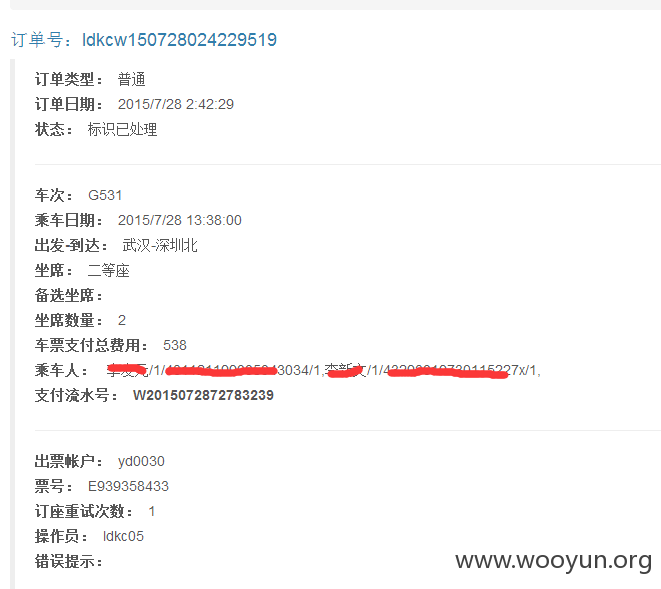 订单号：ldkcw150728024229519
订单类型： 普通
订单日期： 2015/7/28 2:42:29
状态： 标识已处理
车次： G531
乘车日期： 2015/7/28 13:38:00
出发-到达： 武汉-深圳北
坐席： 二等座
备选坐席：
坐席数量： 2
车票支付总费用： 538
乘车人： /1/ 3034/1, /1/ 27x/1,
支付流水号： W2015072872783239
出票帐户： yd0030
票号： E939358433
订座重试次数： 1
操作员： ldkc05
错误提示：
www.wooyun.org